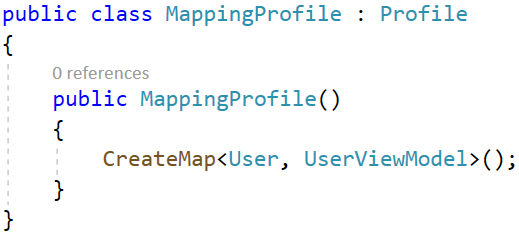 public class MappingProfile : Profile
{
0 references
public MappingProfile()
{
CreateMap<User, UserViewModel>();
}
}